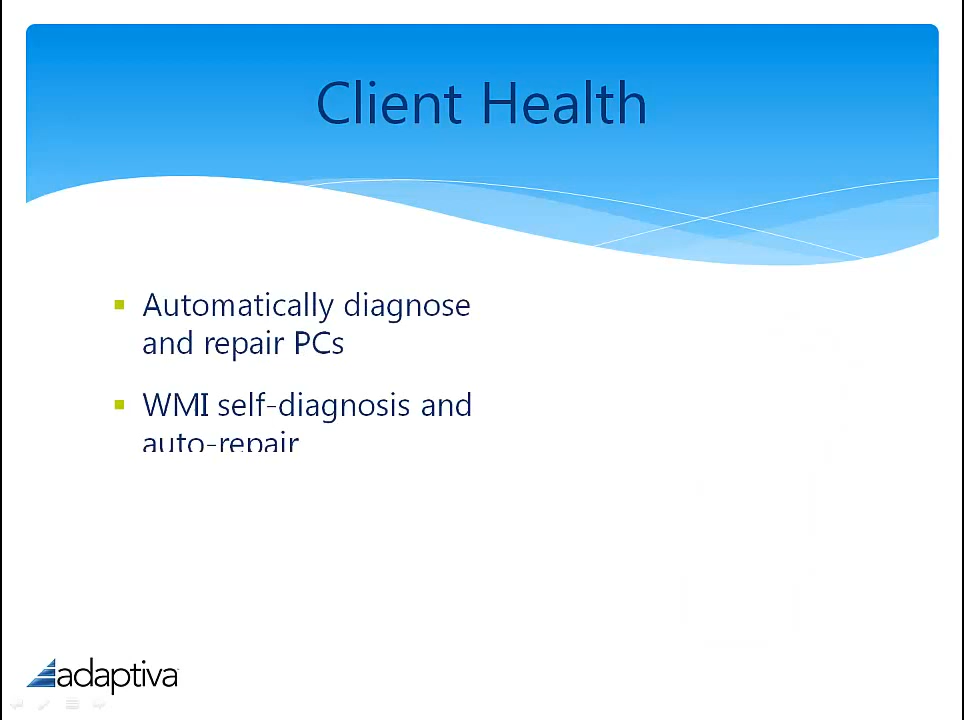 Client Health
Automatically diagnose
and repair PCs
WMI self-diagnosis and
auto-repair
adaptiva